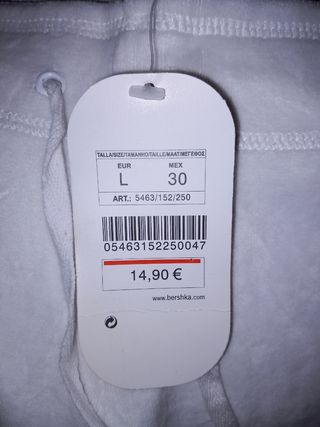 TALLA/SIZE/TAMANHO/TAILLE/MAAT/ΜΕΓΕΘΟΣ
EUR MEX
L 30
ART.: 5463/152/250
05463152250047
14,90 €
www.bershka.com